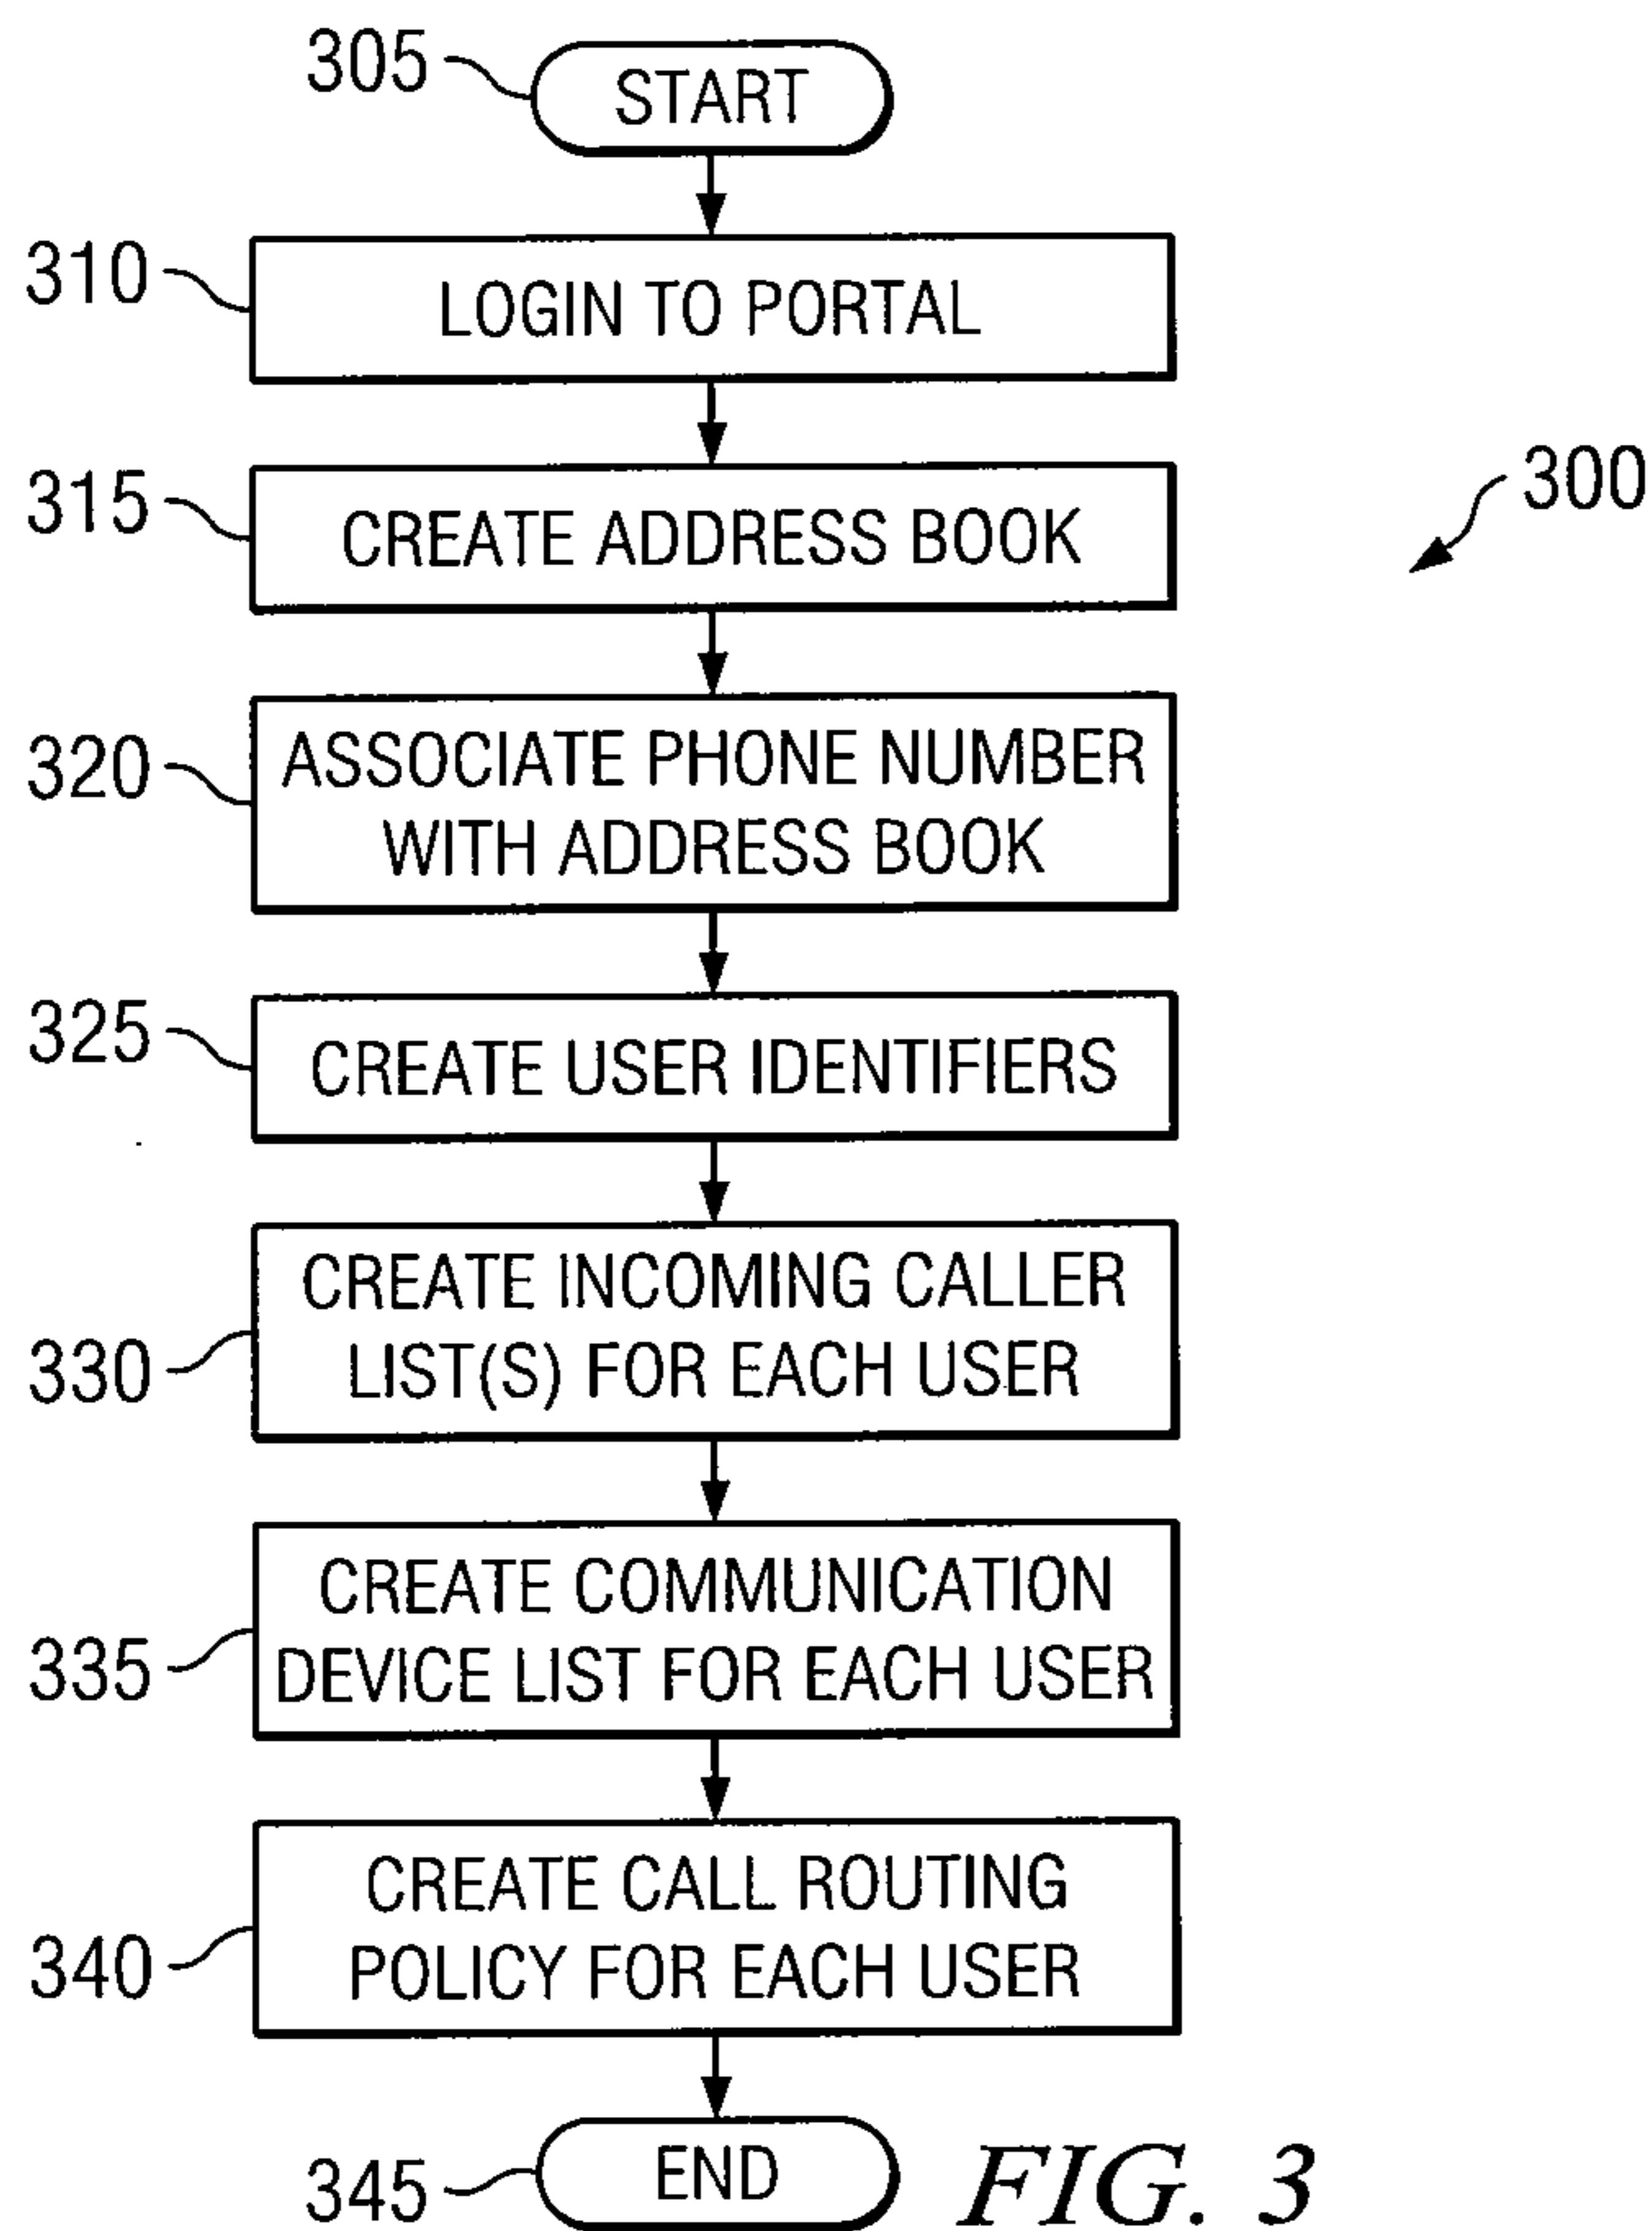 305
START
310
LOGIN TO PORTAL
315
CREATE ADDRESS BOOK
300
320
ASSOCIATE PHONE NUMBER
WITH ADDRESS BOOK
325
CREATE USER IDENTIFIERS
330
CREATE INCOMING CALLER
LIST(S) FOR EACH USER
335
CREATE COMMUNICATION
DEVICE LIST FOR EACH USER
340
CREATE CALL ROUTING
POLICY FOR EACH USER
345
END
FIG. 3